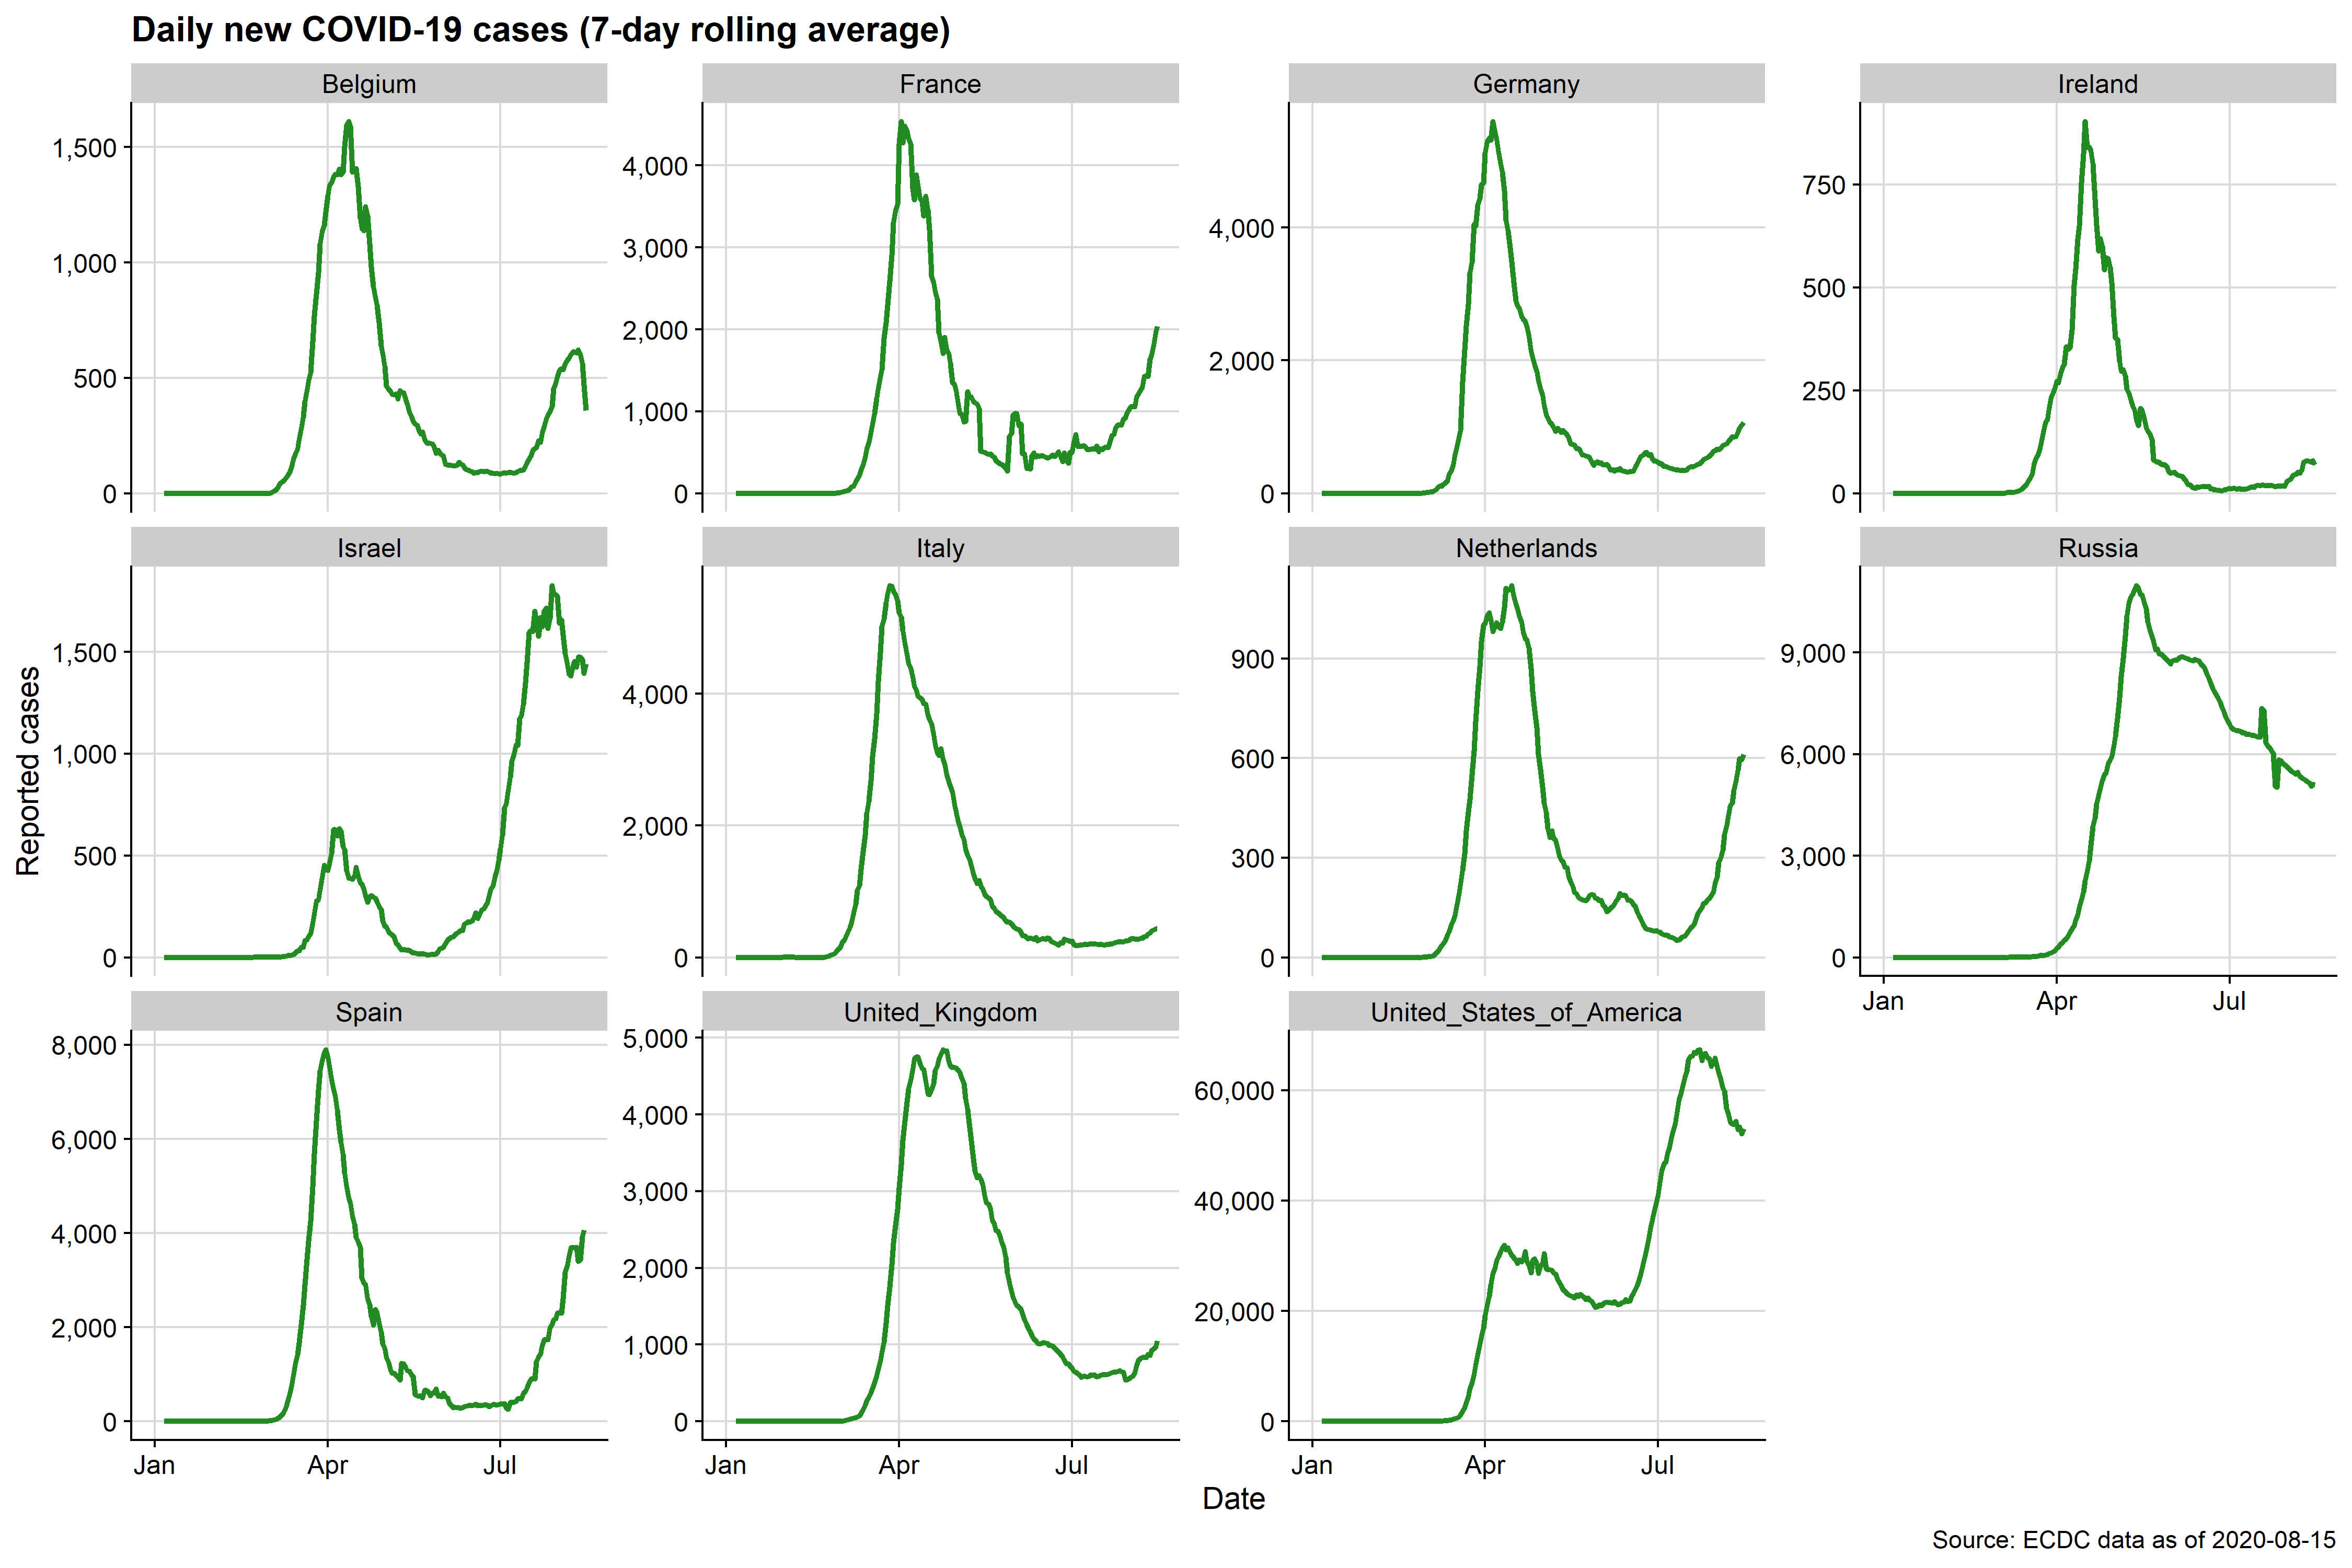 Daily new COVID-19 cases (7-day rolling average)
Belgium
France
Germany
Ireland
1,500
1,000
500
0
4,000
3,000
2,000
1,000
0
4,000
2,000
0
750
500
250
0
Israel
Italy
Netherlands
Russia
1,500
1,000
500
0
4,000
2,000
0
900
600
300
0
9,000
6,000
3,000
0
Jan Apr Jul
Reported cases
Spain
United_Kingdom
United_States_of_America
8,000
6,000
4,000
2,000
0
5,000
4,000
3,000
2,000
1,000
0
60,000
40,000
20,000
0
Jan Apr Jul
Jan Apr Jul
Jan Apr Jul
Date
Source: ECDC data as of 2020-08-15